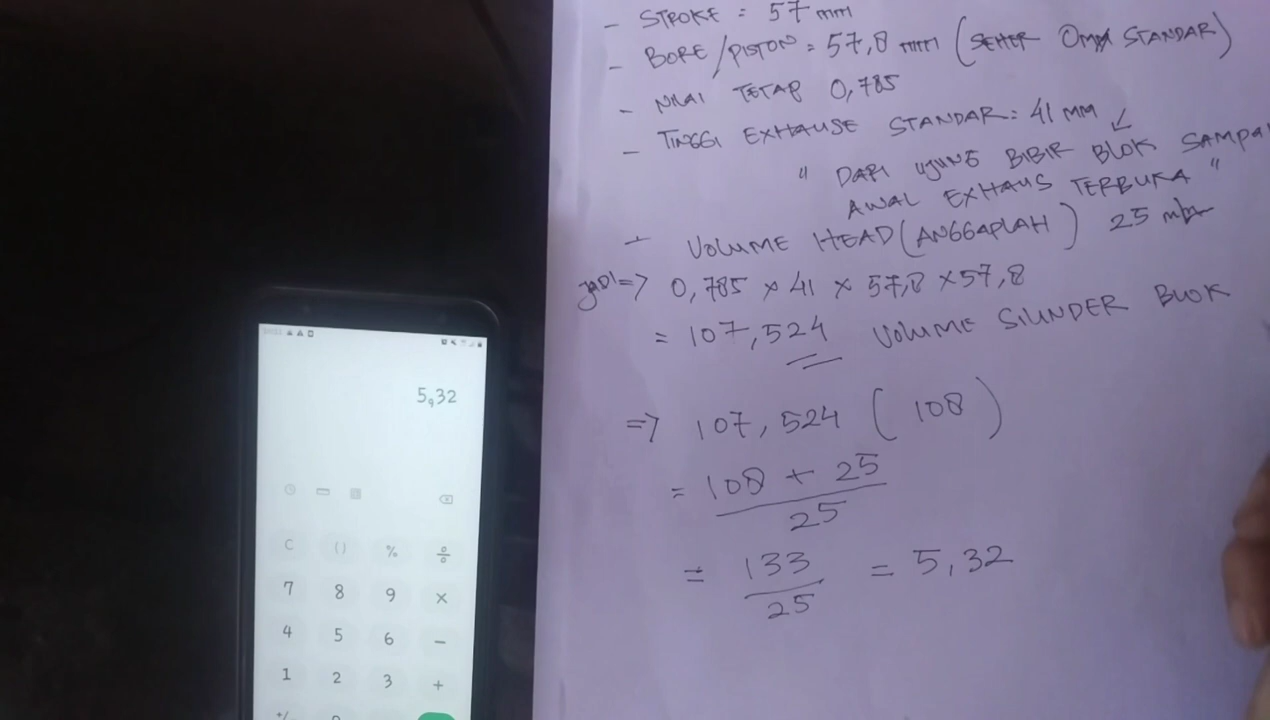 - STROKE = 57 mm
- BORE/PISTON = 57,8 mm (SEHER STANDAR)
- NILAI TETAP 0,785
- TINGGI EXHAUSE STANDAR = 41 MM
" DARI UJUNG BIBIR BLOK SAMPAI
AWAL EXHAUS TERBUKA "
+ VOLUME HEAD (ANGGAPLAH) 25
JADI => 0,785 x 41 x 57,8 x 57,8
= 107,524 VOLUME SILINDER BLOK
=> 107,524 (108)
= 108 + 25
25
= 133 = 5,32
25
5,32
C () % ÷
7 8 9 ×
4 5 6 −
1 2 3 +